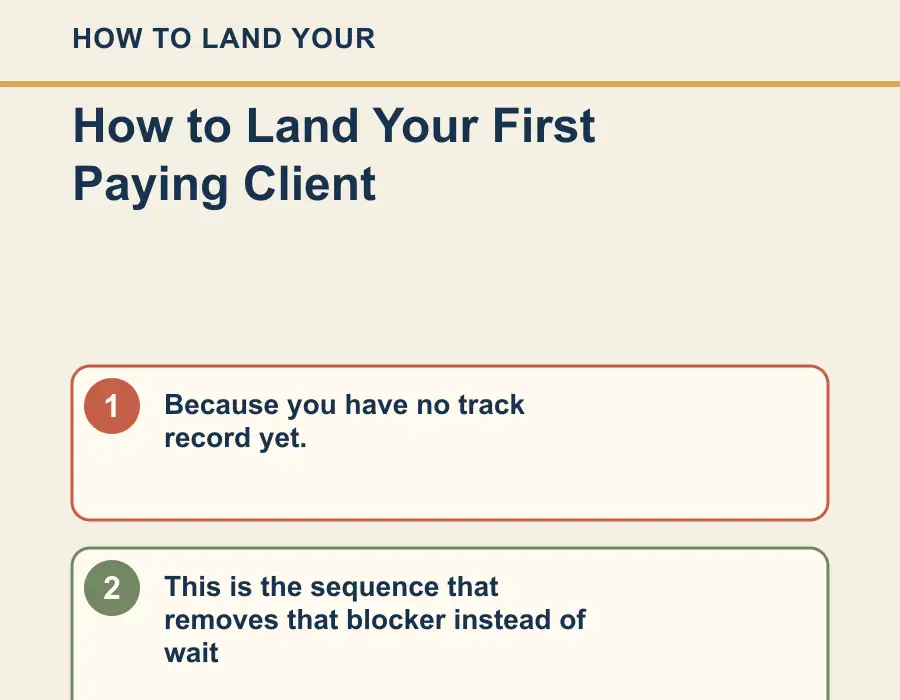 HOW TO LAND YOUR
How to Land Your First
Paying Client
1
Because you have no track
record yet.
2
This is the sequence that
removes that blocker instead of
wait